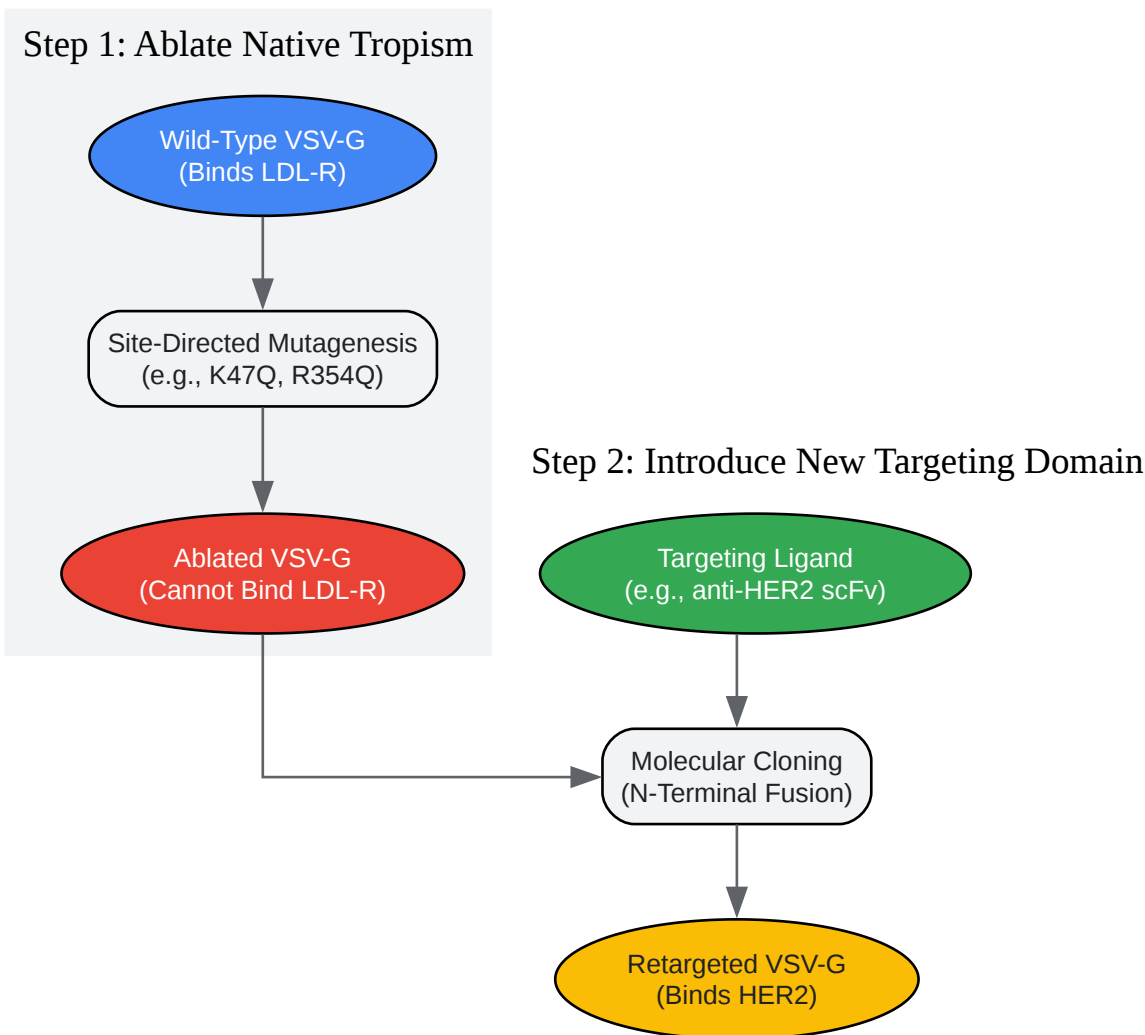 Step 1: Ablate Native Tropism
Wild-Type VSV-G
(Binds LDL-R)
Site-Directed Mutagenesis
(e.g., K47Q, R354Q)
Ablated VSV-G
(Cannot Bind LDL-R)
Step 2: Introduce New Targeting Domain
Targeting Ligand
(e.g., anti-HER2 scFv)
Molecular Cloning
(N-Terminal Fusion)
Retargeted VSV-G
(Binds HER2)